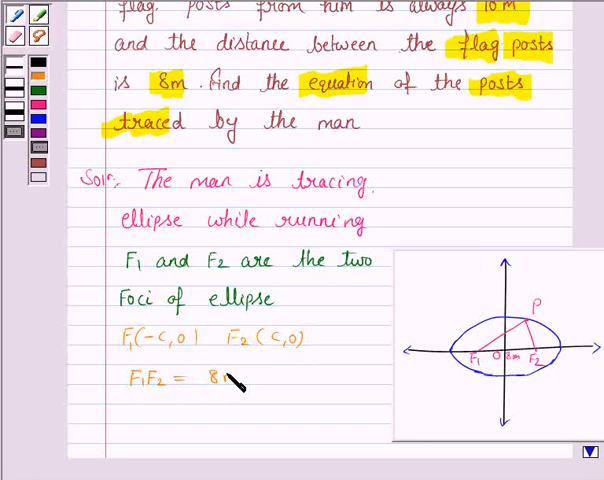 flag posts from him is always 10 m
and the distance between the flag posts
is 8m. Find the equation of the posts
traced by the man
Soln: The man is tracing
ellipse while running
F1 and F2 are the two
Foci of ellipse
F1(-c,0) F2(c,0)
F1F2 = 8
P
F1 O 8m F2